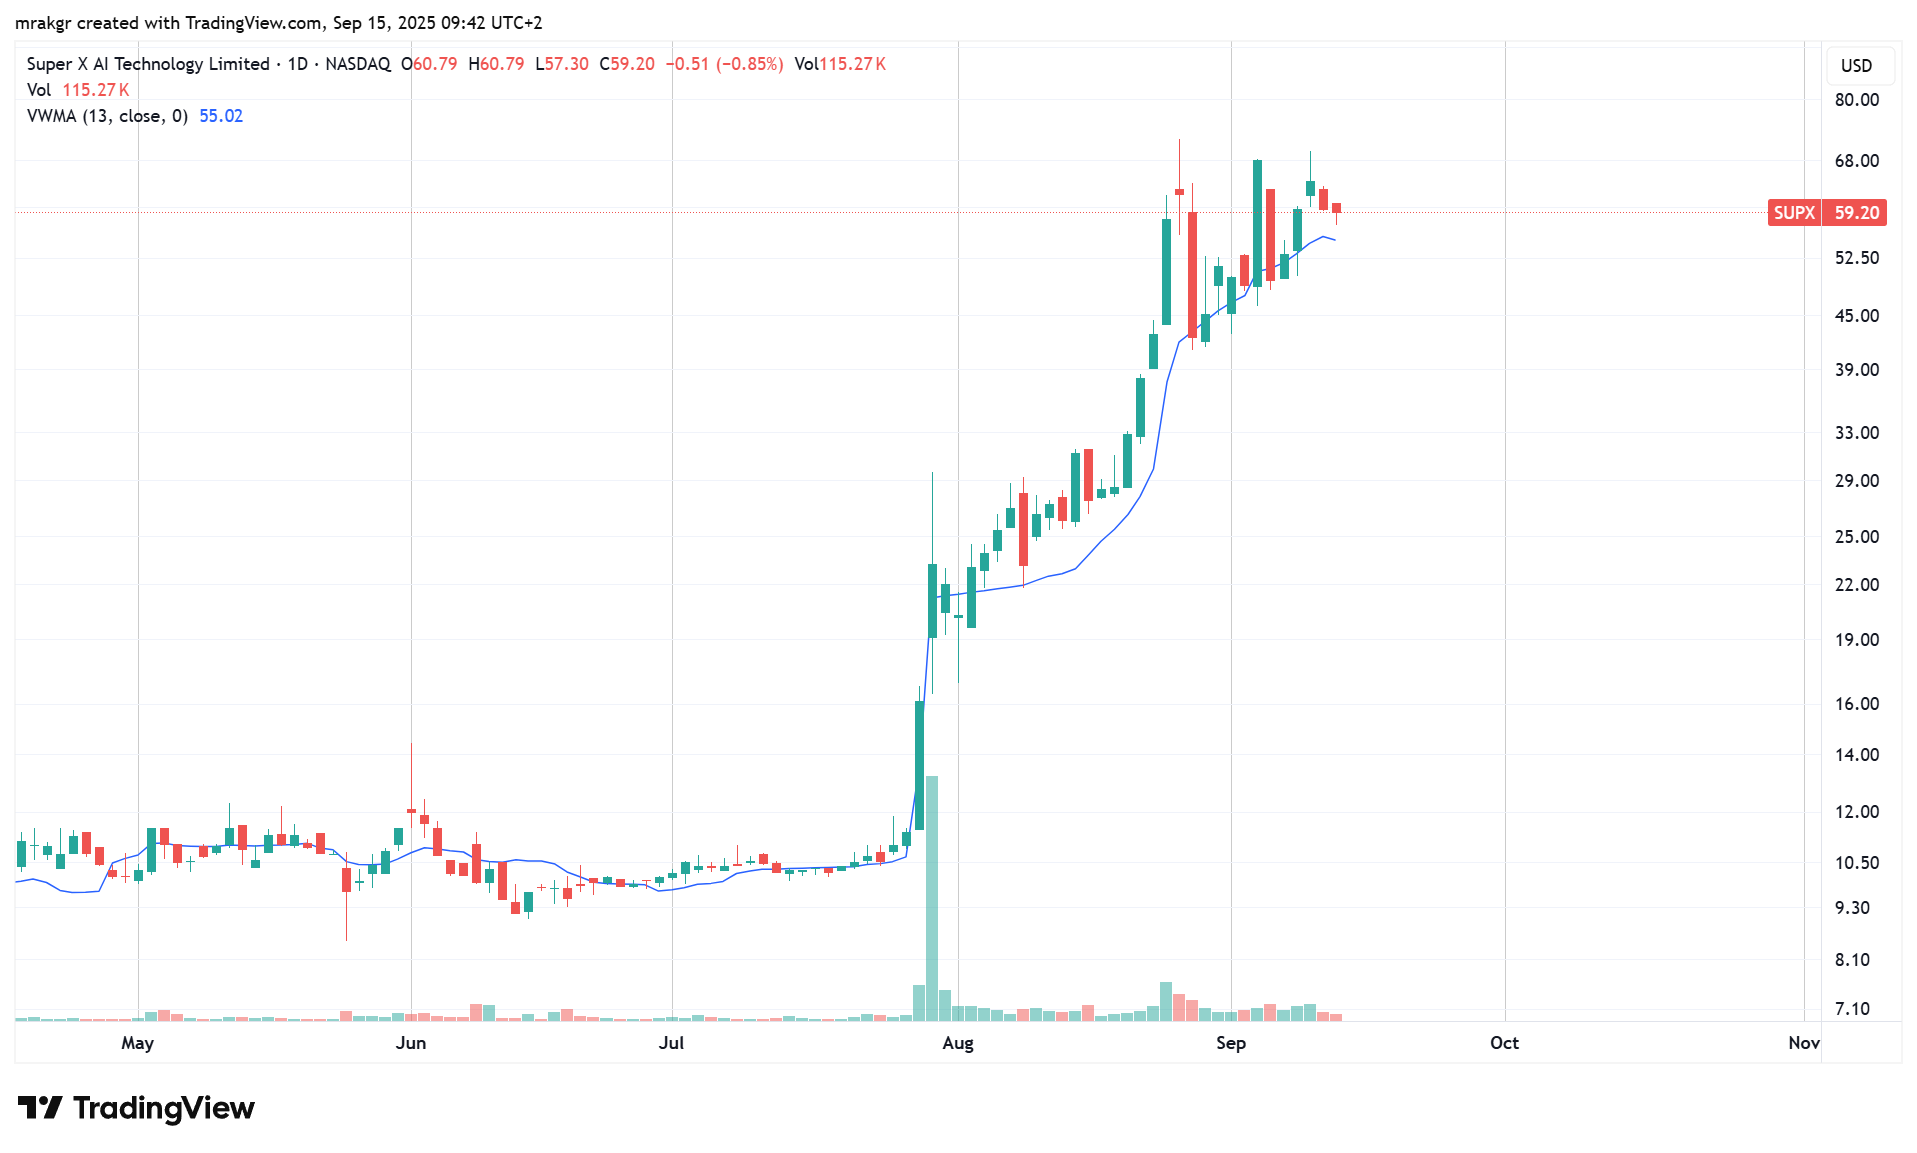 mrakgr created with TradingView.com, Sep 15, 2025 09:42 UTC+2
Super X AI Technology Limited · 1D · NASDAQ O60.79 H60.79 L57.30 C59.20 −0.51 (−0.85%) Vol115.27K
Vol 115.27K
VWMA (13, close, 0) 55.02
USD
80.00
68.00
SUPX 59.20
52.50
45.00
39.00
33.00
29.00
25.00
22.00
19.00
16.00
14.00
12.00
10.50
9.30
8.10
7.10
May Jun Jul Aug Sep Oct Nov
TradingView